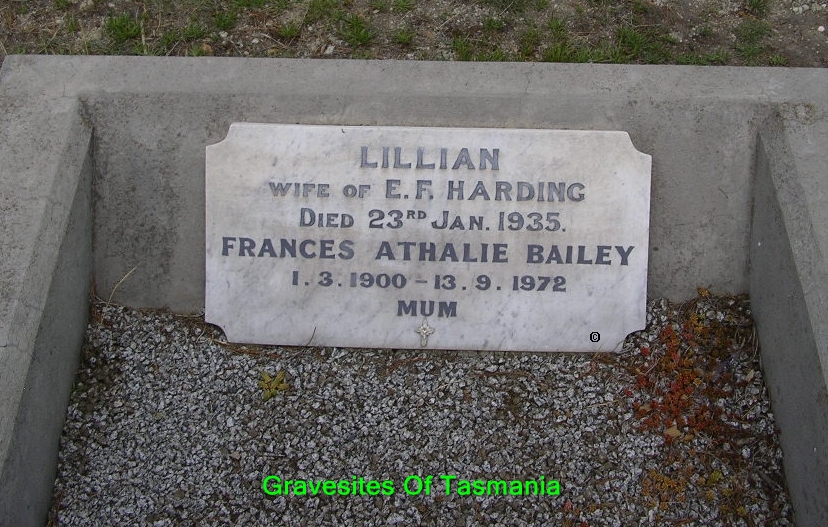 LILLIAN
WIFE OF E.F. HARDING
DIED 23RD JAN. 1935.
FRANCES ATHALIE BAILEY
1.3.1900 – 13.9.1972
MUM
©
Gravesites Of Tasmania